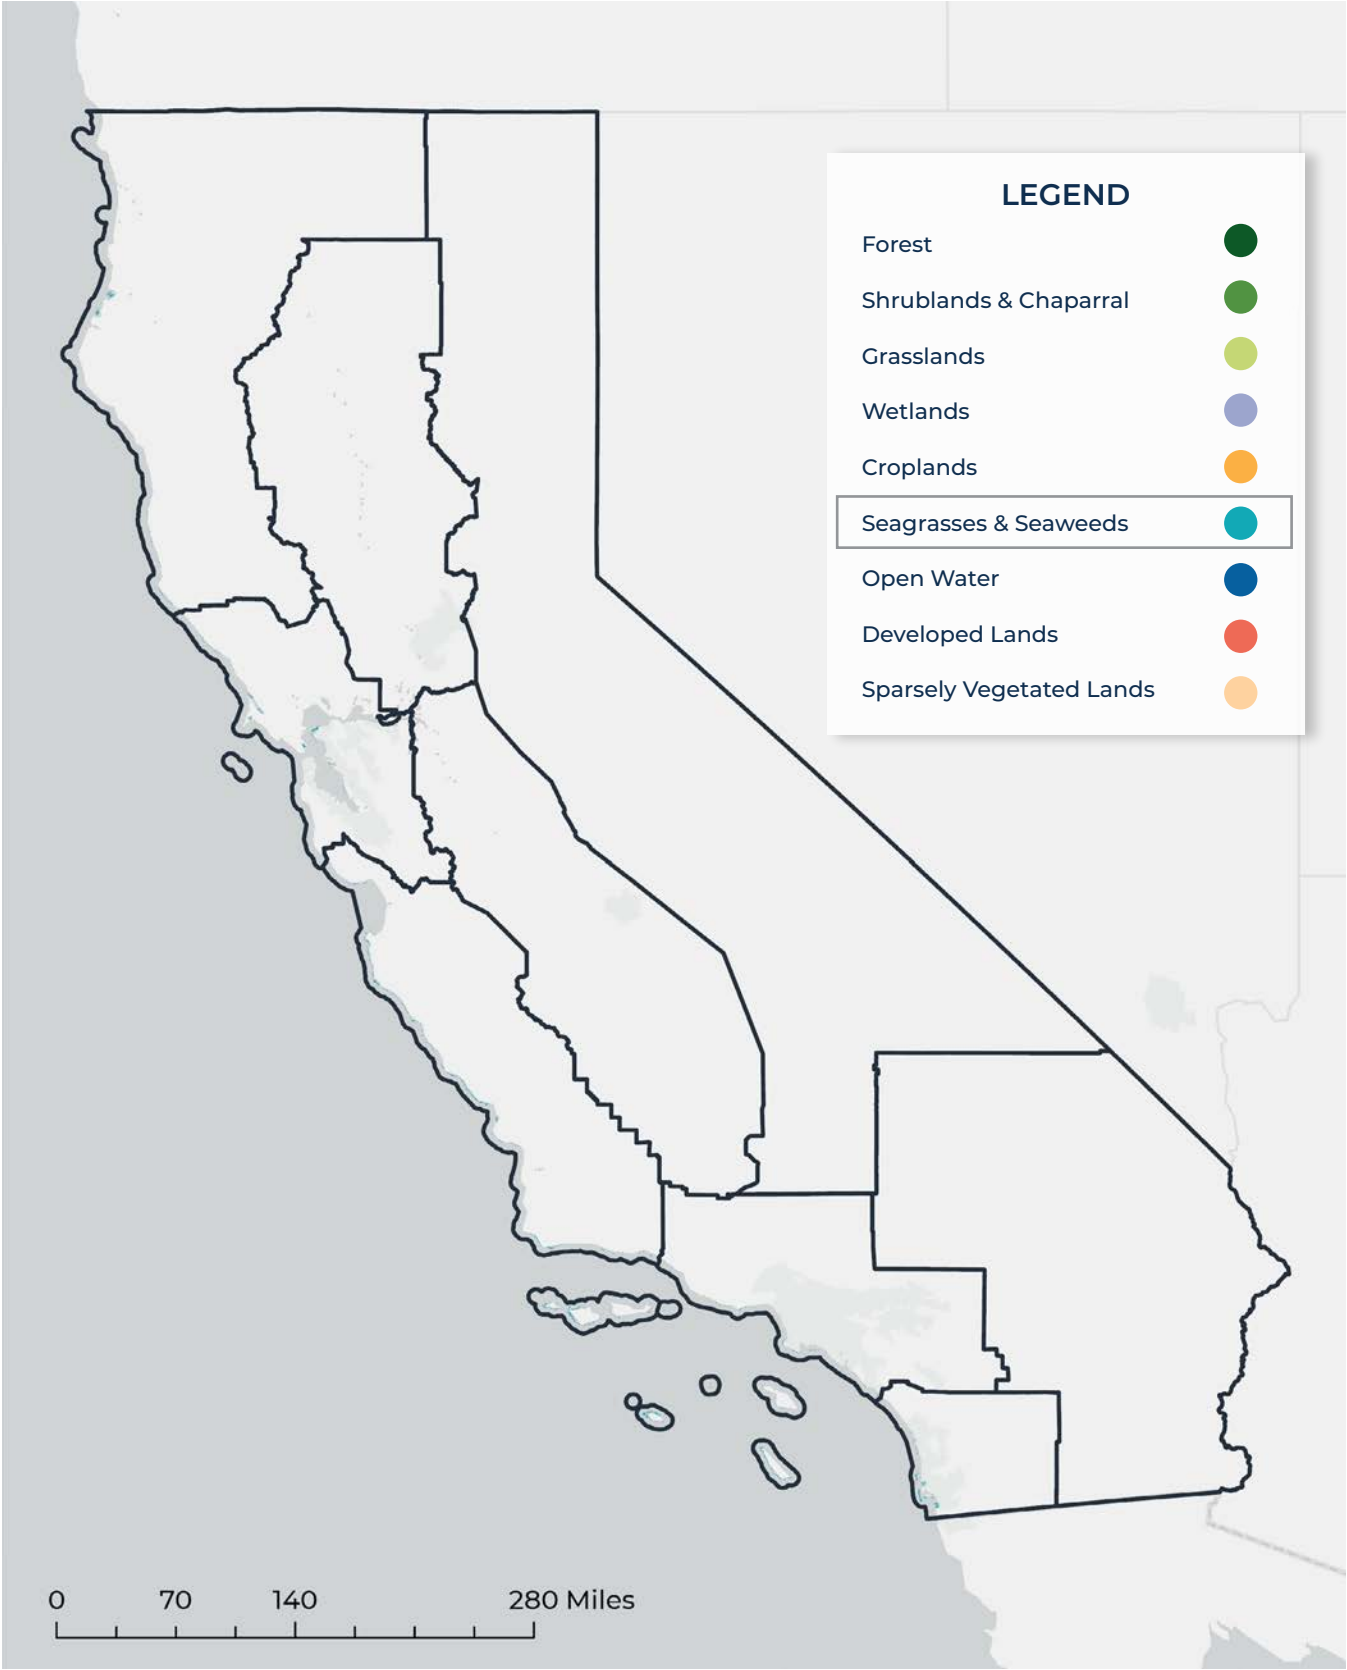 LEGEND
Forest
Shrublands & Chaparral
Grasslands
Wetlands
Croplands
Seagrasses & Seaweeds
Open Water
Developed Lands
Sparsely Vegetated Lands
0 70 140 280 Miles